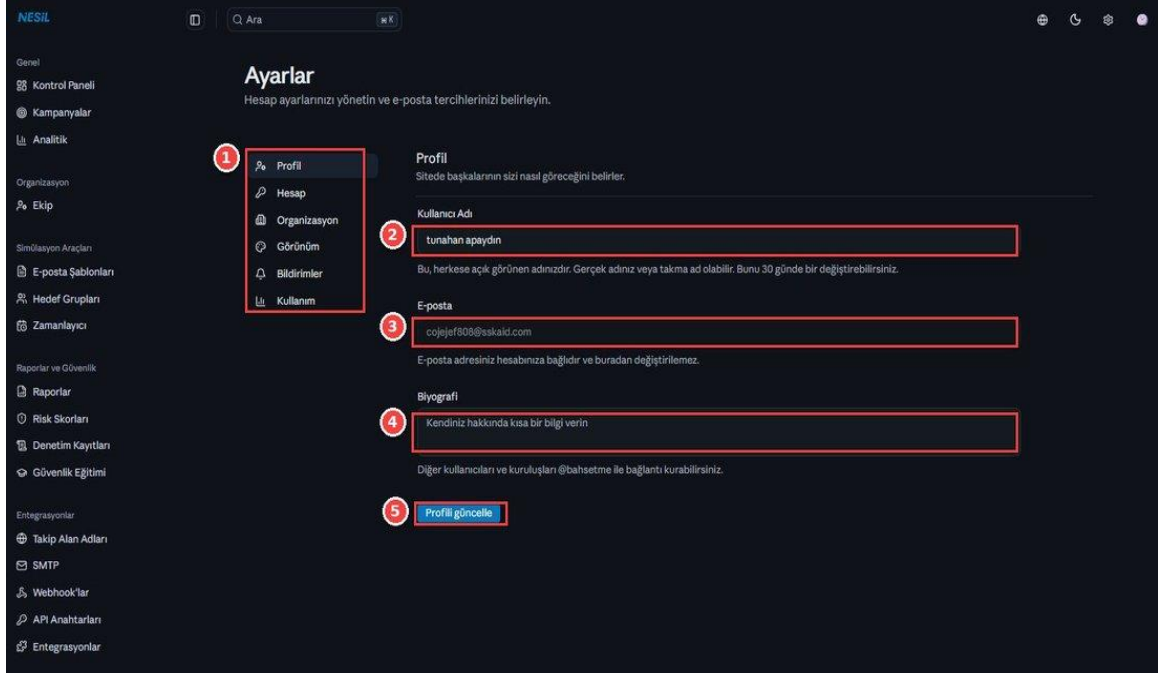 NESiL
Ara
⌘ K
Genel
Kontrol Paneli
Kampanyalar
Analitik
Organizasyon
Ekip
Simülasyon Araçları
E-posta Şablonları
Hedef Grupları
Zamanlayıcı
Raporlar ve Güvenlik
Raporlar
Risk Skorları
Denetim Kayıtları
Güvenlik Eğitimi
Entegrasyonlar
Takip Alan Adları
SMTP
Webhook'lar
API Anahtarları
Entegrasyonlar
Ayarlar
Hesap ayarlarınızı yönetin ve e-posta tercihlerinizi belirleyin.
1
Profil
Hesap
Organizasyon
Görünüm
Bildirimler
Kullanım
Profil
Sitede başkalarının sizi nasıl göreceğini belirler.
Kullanıcı Adı
2
tunahan apaydın
Bu, herkese açık görünen adınızdır. Gerçek adınız veya takma ad olabilir. Bunu 30 günde bir değiştirebilirsiniz.
E-posta
3
cojejef808@sskaid.com
E-posta adresiniz hesabınıza bağlıdır ve buradan değiştirilemez.
Biyografi
4
Kendiniz hakkında kısa bir bilgi verin
Diğer kullanıcıları ve kuruluşları @bahsetme ile bağlantı kurabilirsiniz.
5
Profili güncelle